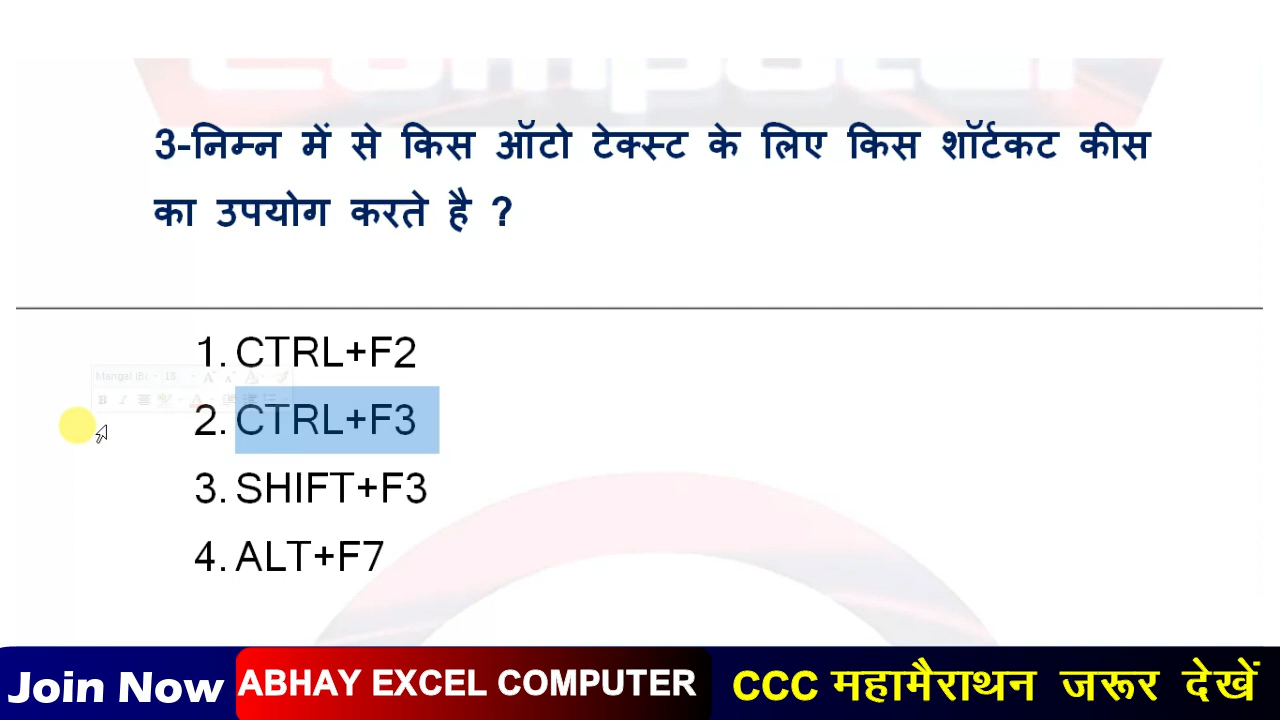 Computer
3-निम्न में से किस ऑटो टेक्स्ट के लिए किस शॉर्टकट कीस
का उपयोग करते है ?
1. CTRL+F2
2. CTRL+F3
3. SHIFT+F3
4. ALT+F7
Join Now ABHAY EXCEL COMPUTER CCC महामैराथन जरूर देखें